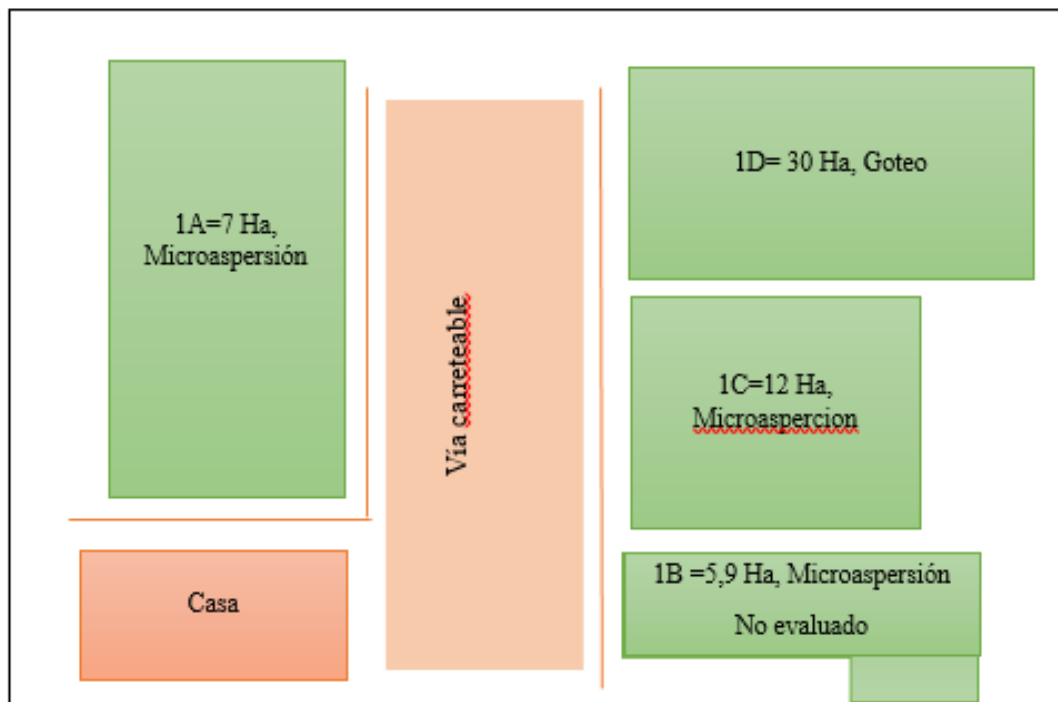 1A=7 Ha,
Microaspersión
Casa
Vía carreteable
1D= 30 Ha, Goteo
1C=12 Ha,
Microaspercion
1B =5,9 Ha, Microaspersión
No evaluado